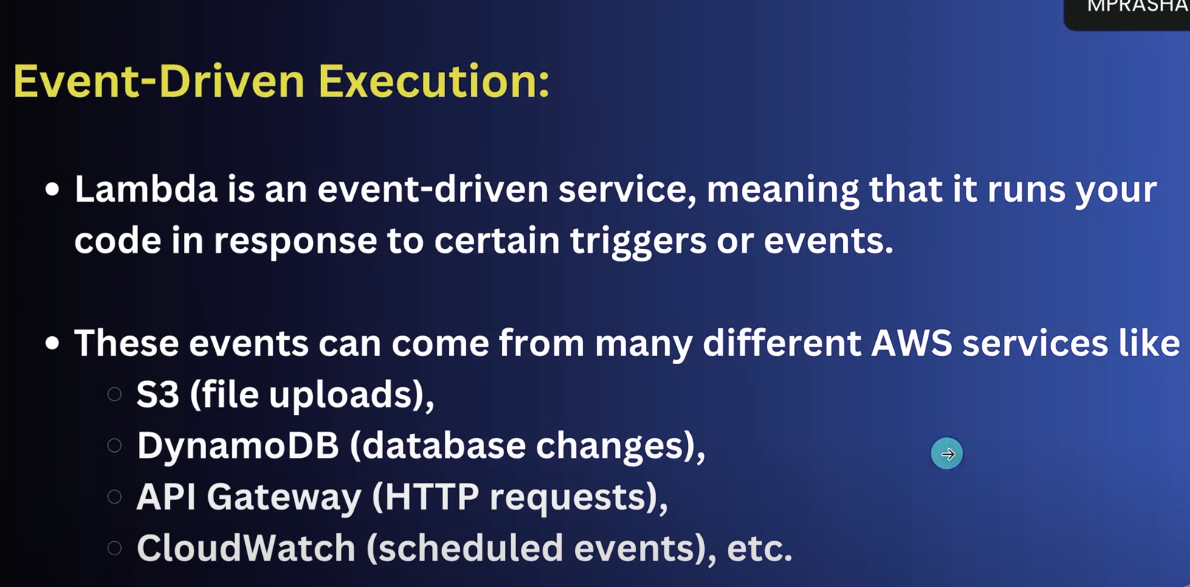 MPRASHA
Event-Driven Execution:
Lambda is an event-driven service, meaning that it runs your
code in response to certain triggers or events.
These events can come from many different AWS services like
S3 (file uploads),
DynamoDB (database changes),
API Gateway (HTTP requests),
CloudWatch (scheduled events), etc.